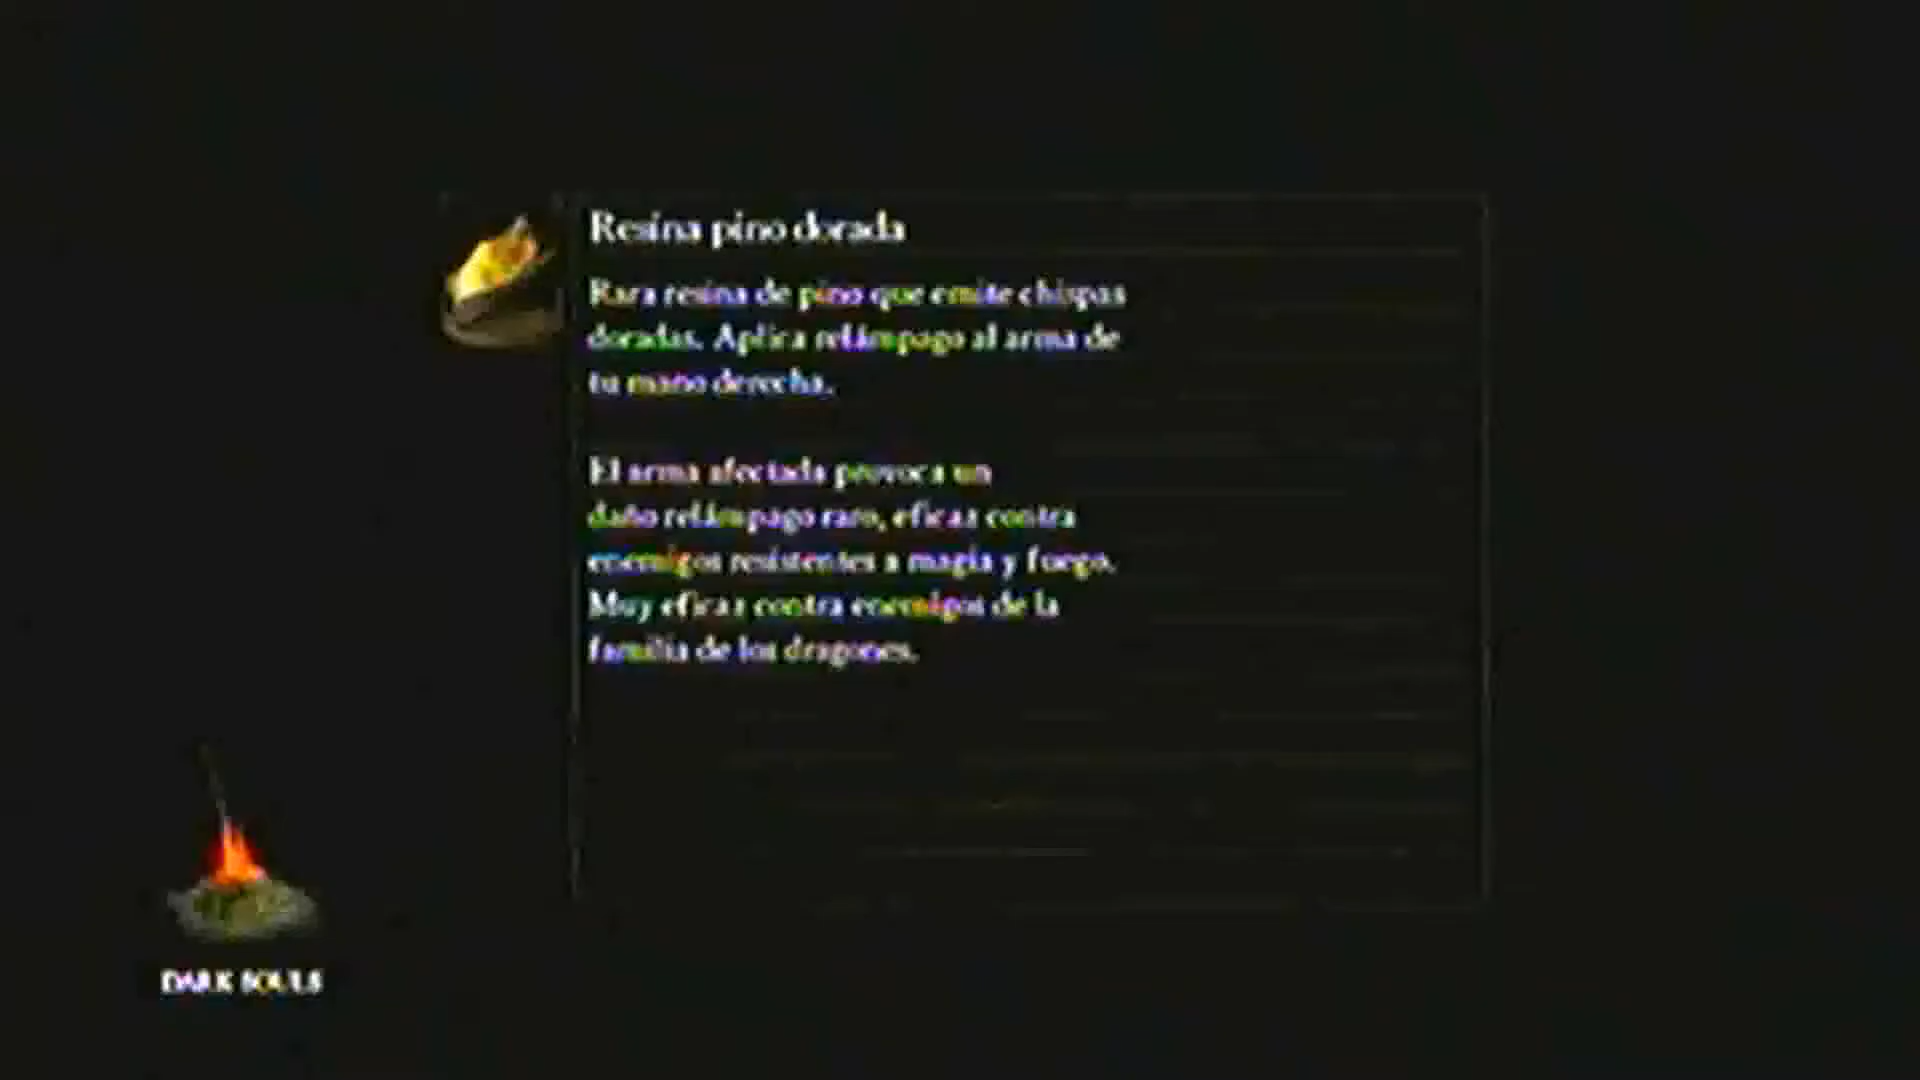 Resina pino dorada
Rara resina de pino que emite chispas
doradas. Aplica relámpago al arma de
tu mano derecha.
El arma afectada provoca un
daño relámpago raro, eficaz contra
enemigos resistentes a magia y fuego.
Muy eficaz contra enemigos de la
familia de los dragones.
DARK SOULS